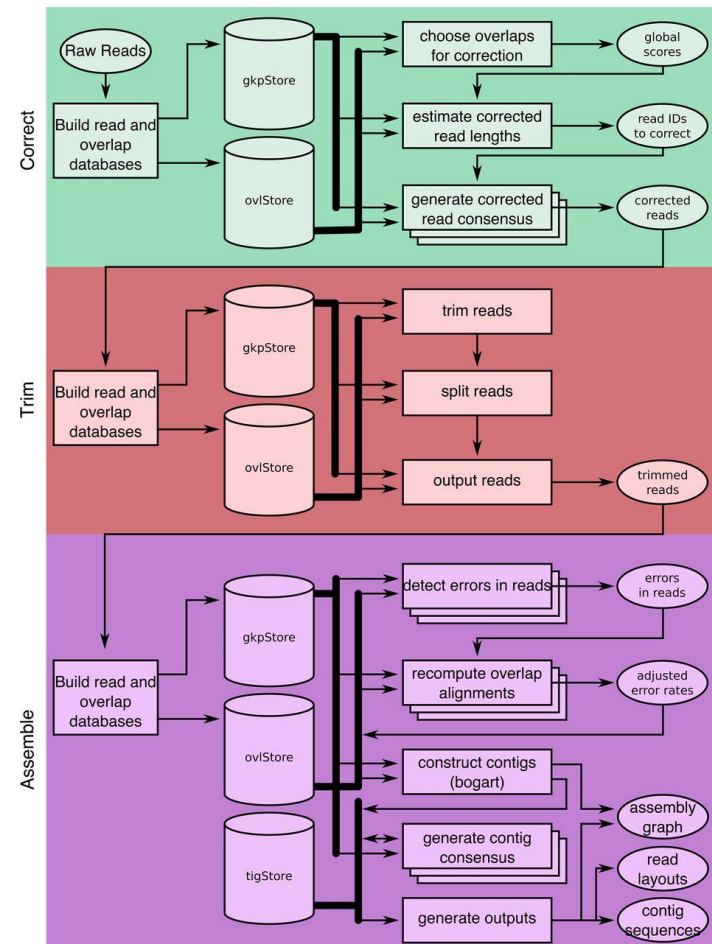 Correct
Raw Reads
Build read and
overlap
databases
gkpStore
ovlStore
choose overlaps
for correction
global
scores
estimate corrected
read lengths
read IDs
to correct
generate corrected
read consensus
corrected
reads
Trim
Build read and
overlap
databases
gkpStore
ovlStore
trim reads
split reads
output reads
trimmed
reads
Assemble
Build read and
overlap
databases
gkpStore
ovlStore
tigStore
detect errors in reads
errors
in reads
recompute overlap
alignments
adjusted
error rates
construct contigs
(bogart)
assembly
graph
generate contig
consensus
read
layouts
generate outputs
contig
sequences